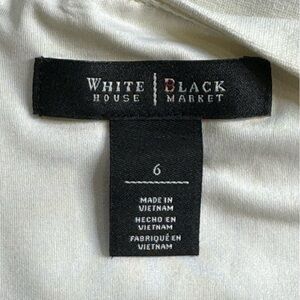 WHITE | BLACK
HOUSE | MARKET
6
MADE IN
VIETNAM
HECHO EN
VIETNAM
FABRIQUÉ EN
VIETNAM